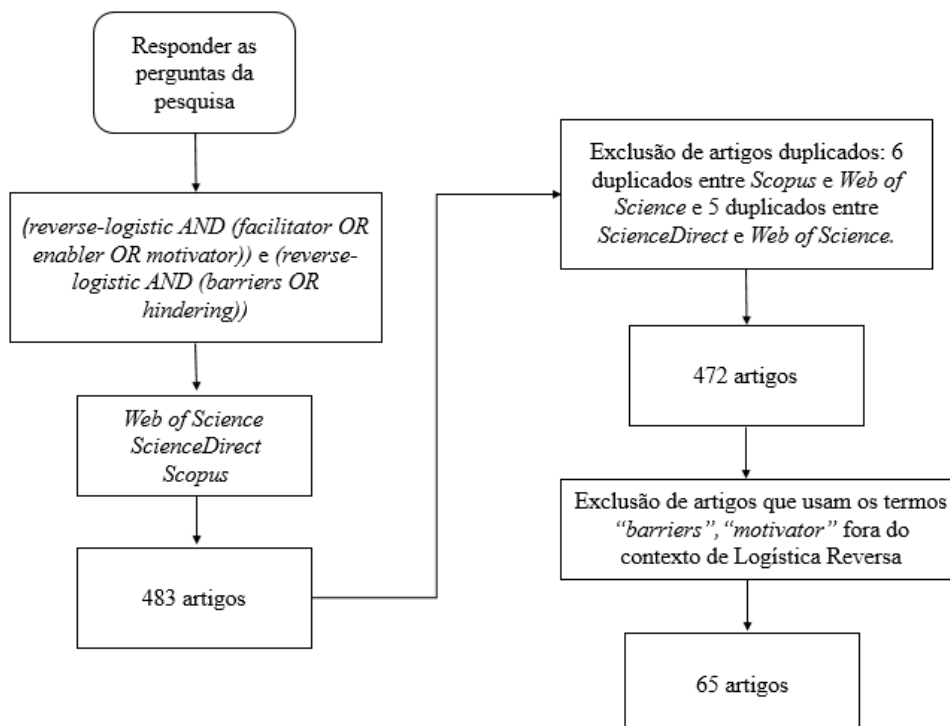 Responder as
perguntas da
pesquisa
(reverse-logistic AND (facilitator OR
enabler OR motivator)) e (reverse-
logistic AND (barriers OR
hindering))
Web of Science
ScienceDirect
Scopus
483 artigos
Exclusão de artigos duplicados: 6
duplicados entre Scopus e Web of
Science e 5 duplicados entre
ScienceDirect e Web of Science.
472 artigos
Exclusão de artigos que usam os termos
“barriers”, “motivator” fora do
contexto de Logística Reversa
65 artigos